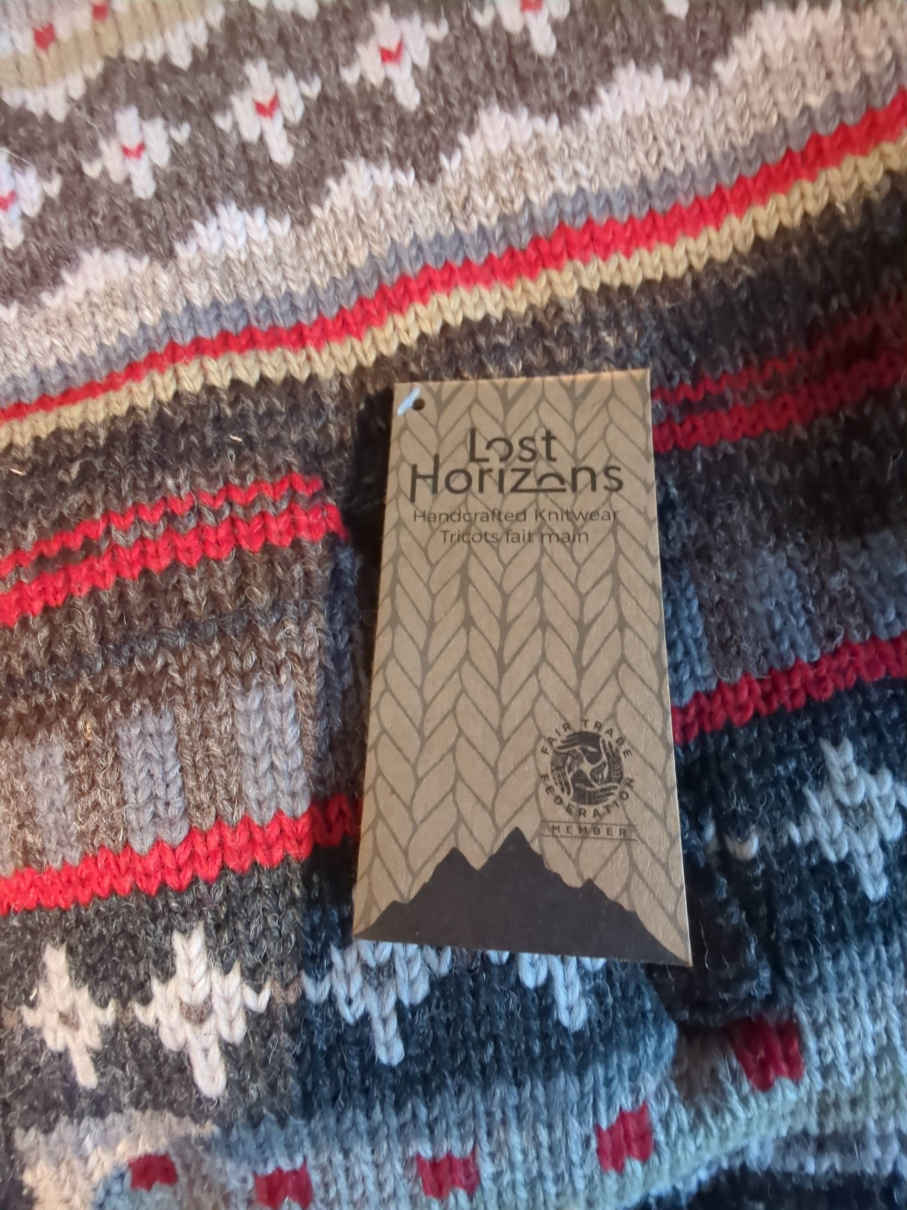 Lost
Horizons
Handcrafted Knitwear
Tricots fait main
FAIR TRADE
FEDERATION
MEMBER